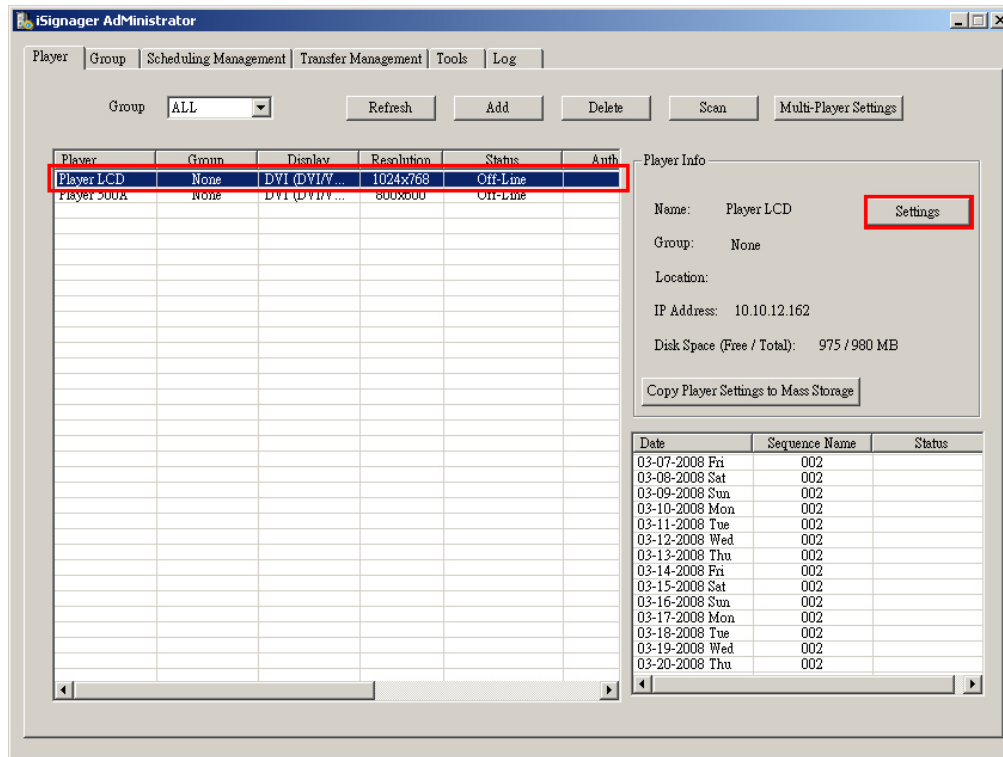 iSignager AdMinistrator
Player Group Scheduling Management Transfer Management Tools Log
Group ALL Refresh Add Delete Scan Multi-Player Settings
Player Group Display Resolution Status Auth
Player LCD None DVI (DVI/V... 1024x768 Off-Line
Player 500A None DVI (DVI/V... 800x600 Off-Line
Player Info
Name: Player LCD Settings
Group: None
Location:
IP Address: 10.10.12.162
Disk Space (Free / Total): 975 / 980 MB
Copy Player Settings to Mass Storage
Date Sequence Name Status
03-07-2008 Fri 002
03-08-2008 Sat 002
03-09-2008 Sun 002
03-10-2008 Mon 002
03-11-2008 Tue 002
03-12-2008 Wed 002
03-13-2008 Thu 002
03-14-2008 Fri 002
03-15-2008 Sat 002
03-16-2008 Sun 002
03-17-2008 Mon 002
03-18-2008 Tue 002
03-19-2008 Wed 002
03-20-2008 Thu 002